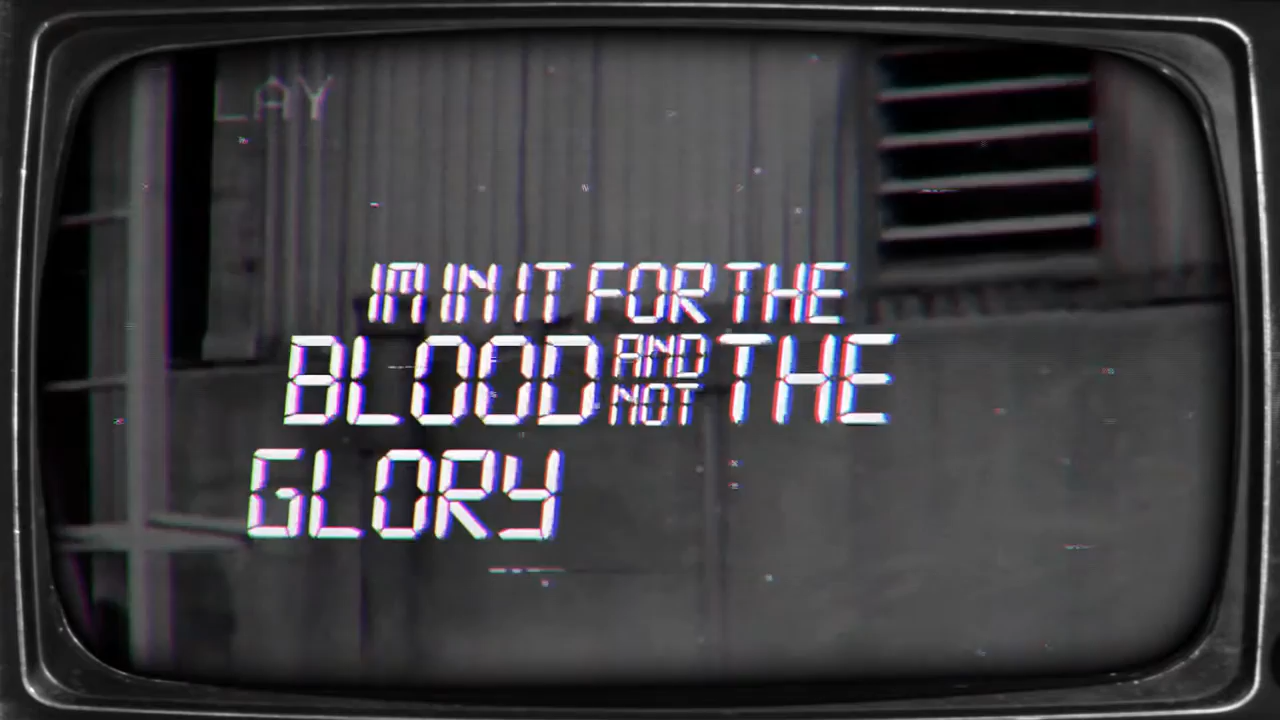 LAY
IM IN IT FOR THE
BLOOD AND NOT THE
GLORY